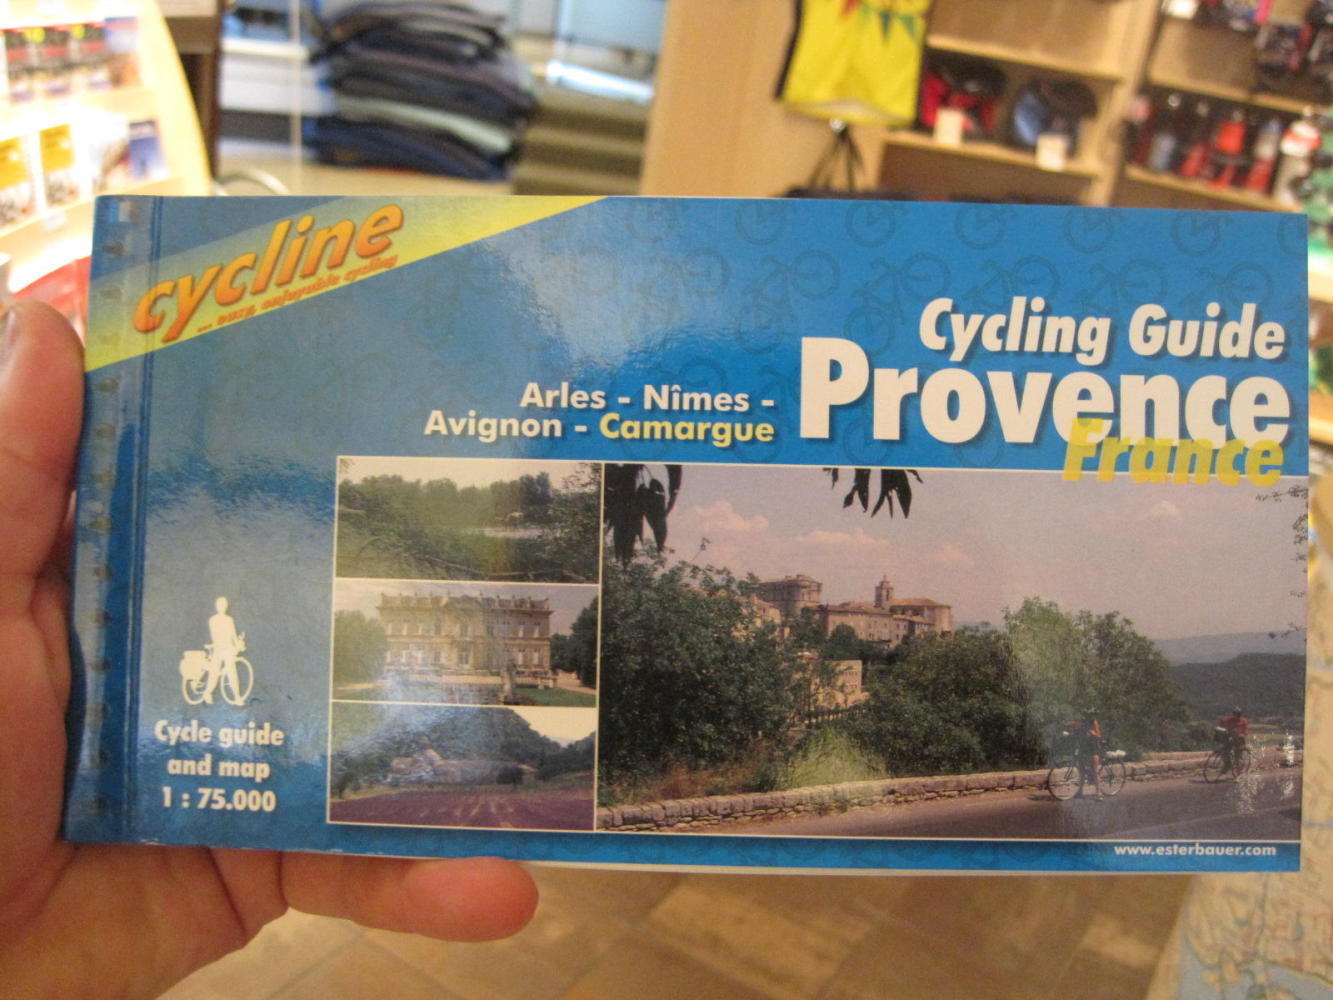 cycline
... easy, enjoyable cycling
Cycling Guide
Provence
France
Arles - Nîmes -
Avignon - Camargue
Cycle guide
and map
1 : 75.000
www.esterbauer.com